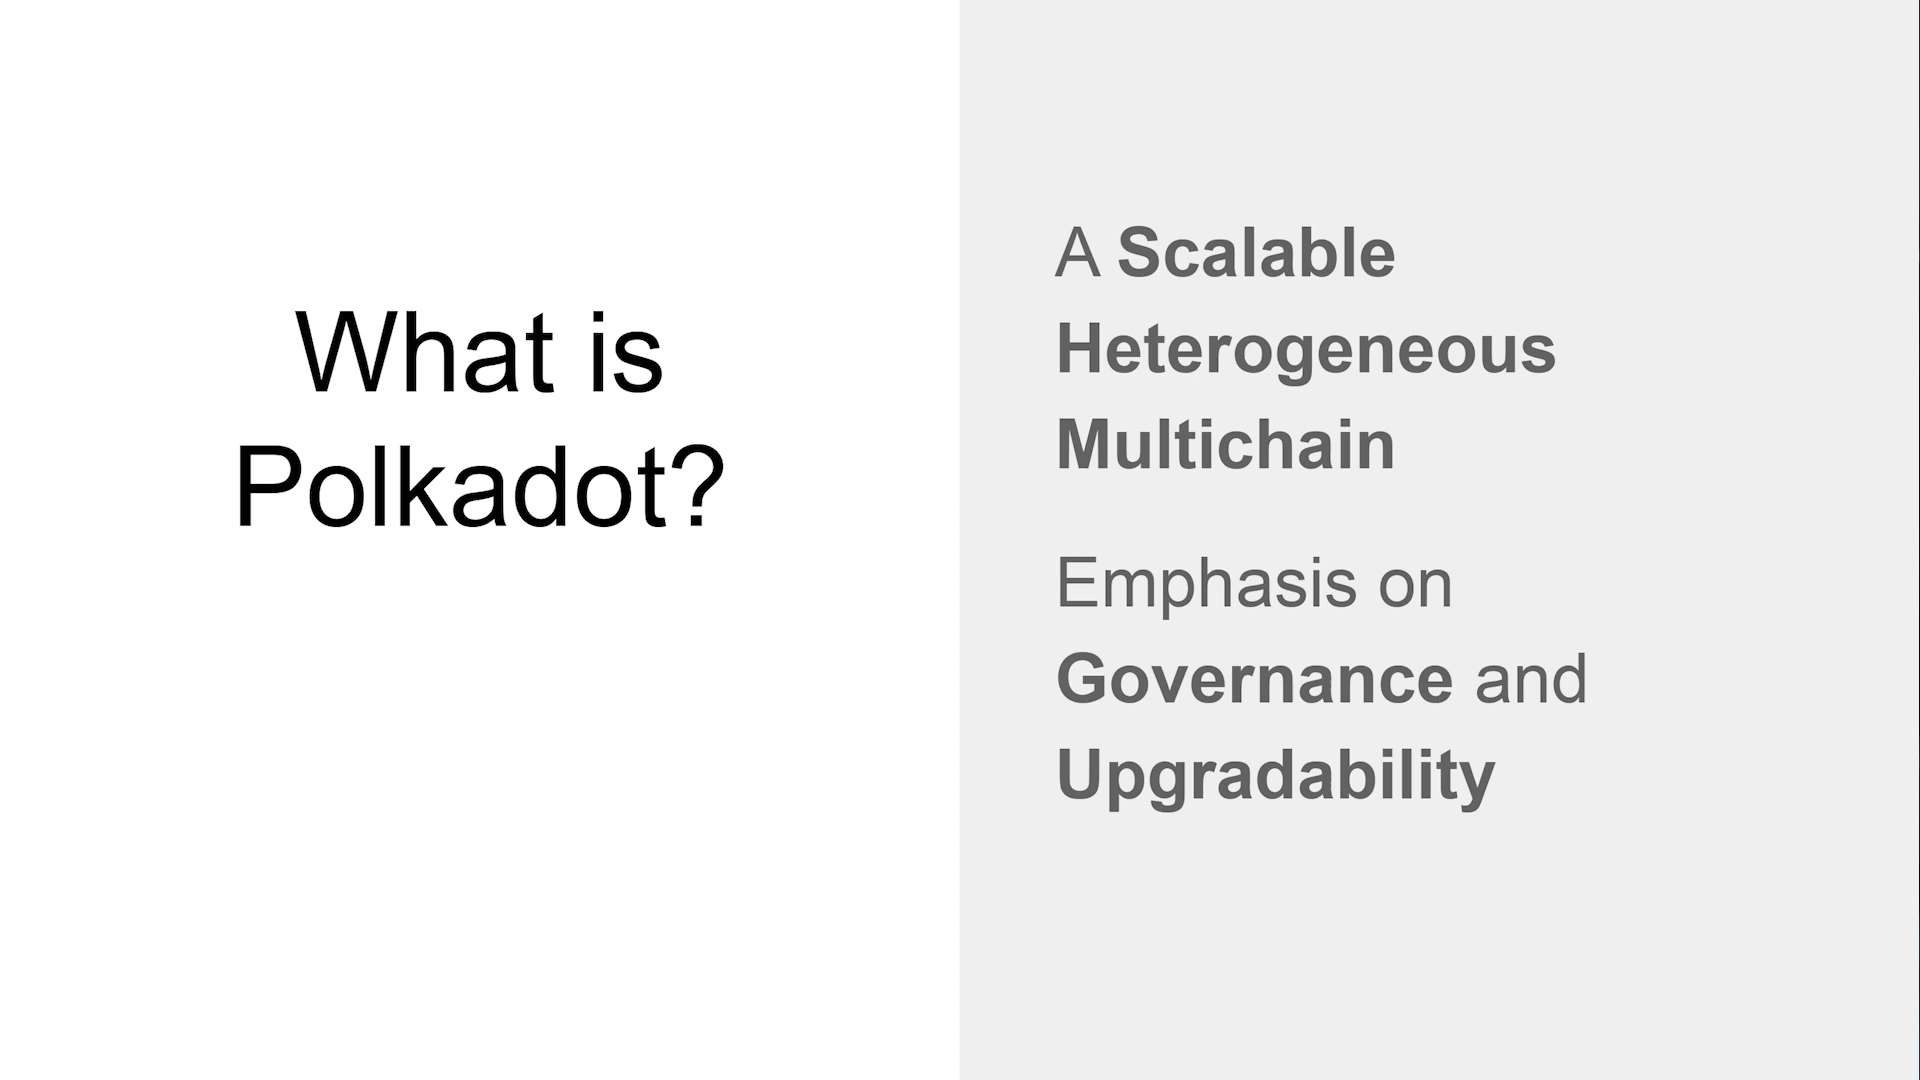 What is
Polkadot?
A Scalable
Heterogeneous
Multichain
Emphasis on
Governance and
Upgradability